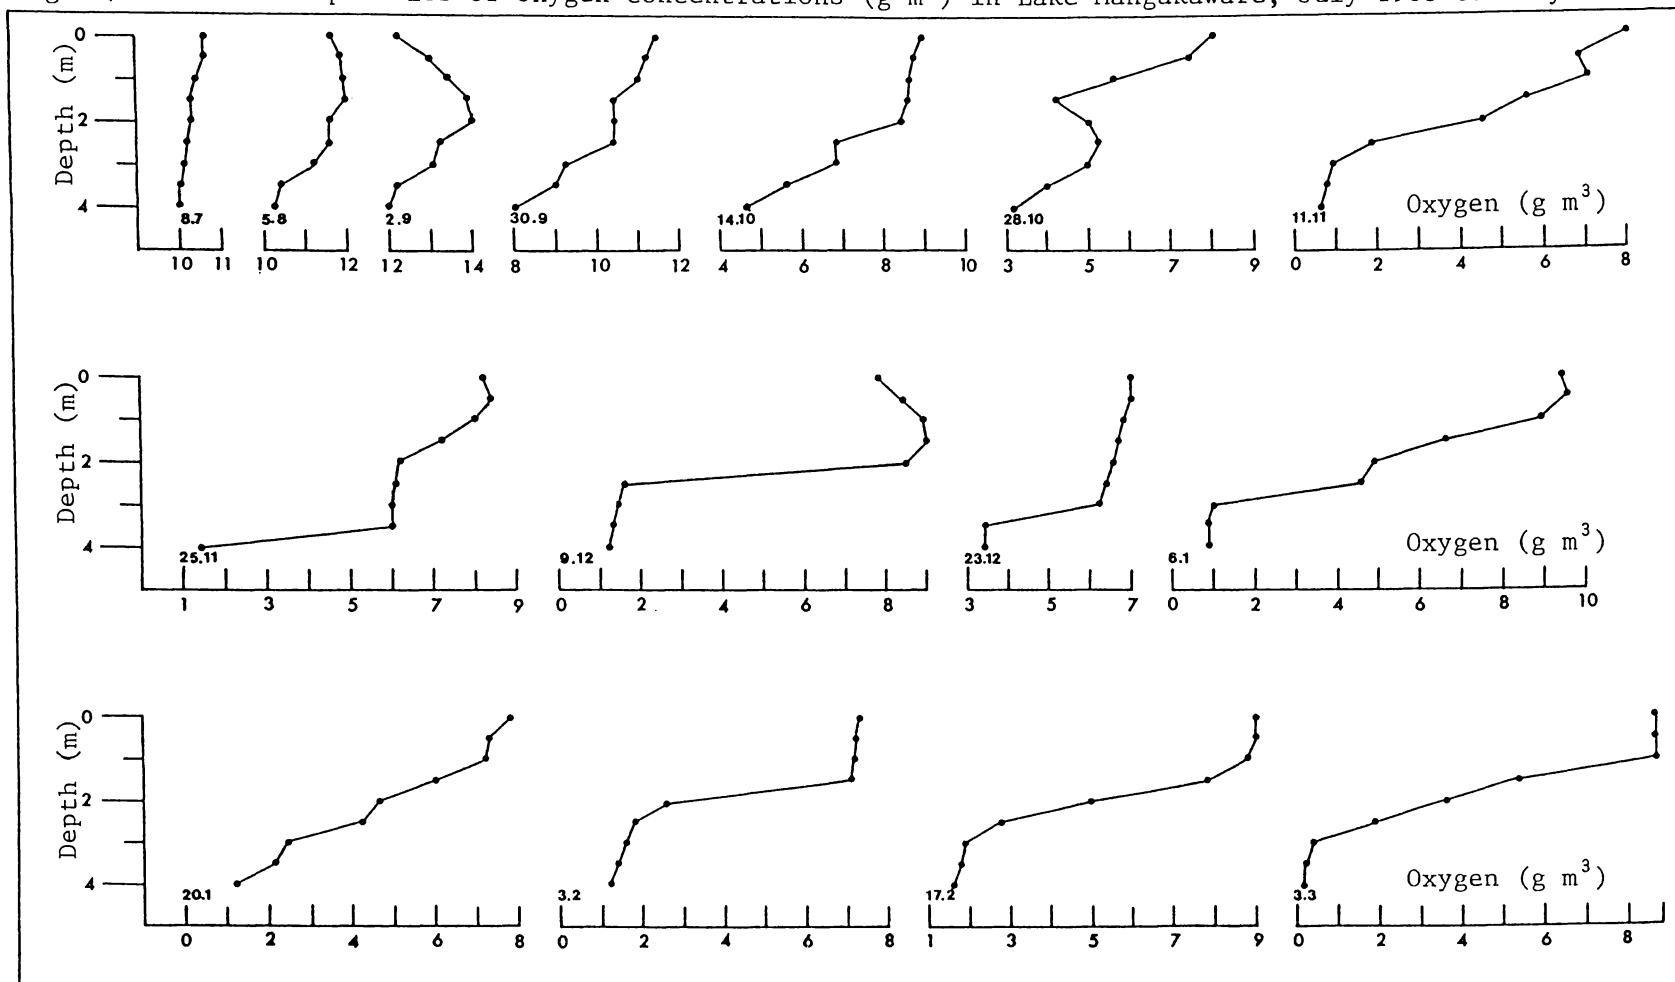 of oxygen concentrations (g m³) in Lake Mangakaware, July
Depth (m)
0
2
4
8.7
5.8
2.9
30.9
14.10
28.10
11.11
Oxygen (g m³)
10 11
10 12
12 14
8 10 12
4 6 8 10
3 5 7 9
0 2 4 6 8
Depth (m)
0
2
4
25.11
9.12
23.12
6.1
Oxygen (g m³)
1 3 5 7 9
0 2 4 6 8
3 5 7
0 2 4 6 8 10
Depth (m)
0
2
4
20.1
3.2
17.2
3.3
Oxygen (g m³)
0 2 4 6 8
0 2 4 6 8
1 3 5 7 9
0 2 4 6 8